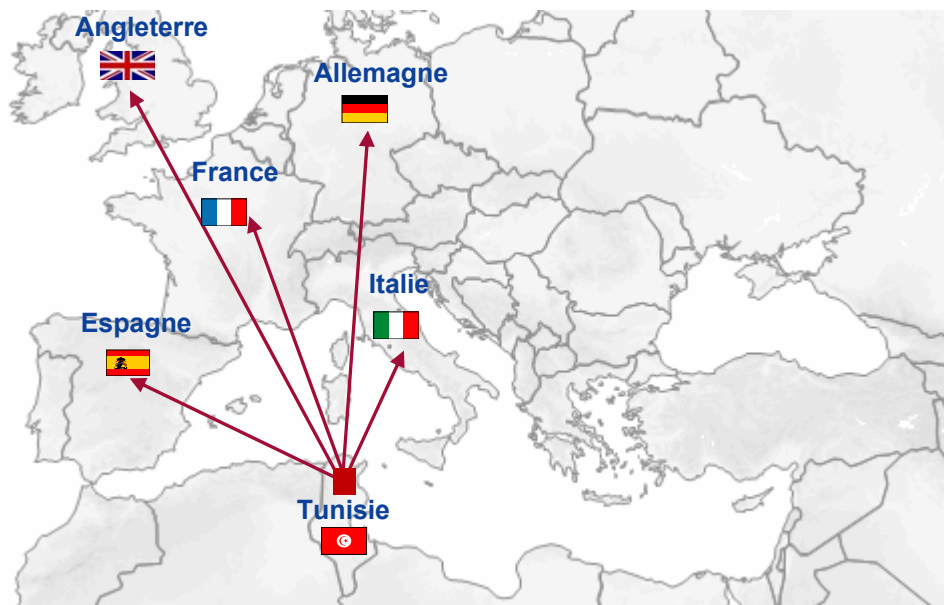 Angleterre
Allemagne
France
Italie
Espagne
Tunisie